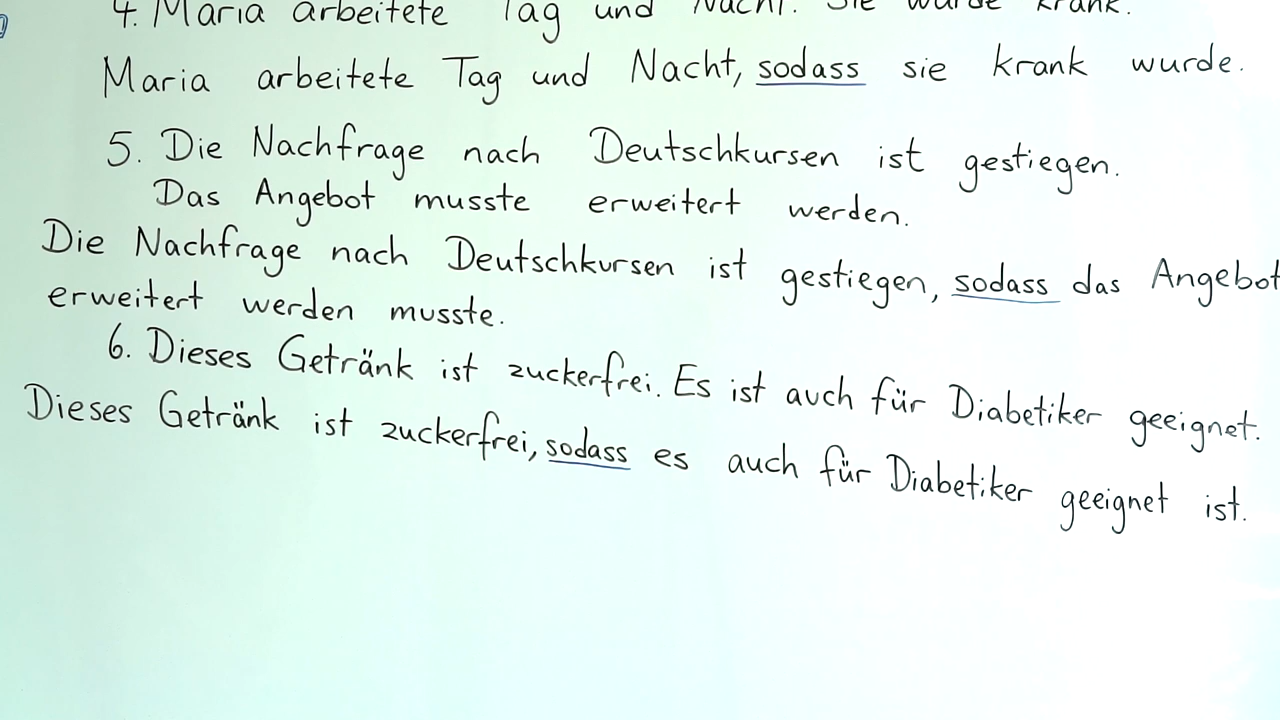 4. Maria arbeitete Tag und Nacht. Sie wurde krank.
Maria arbeitete Tag und Nacht, sodass sie krank wurde.
5. Die Nachfrage nach Deutschkursen ist gestiegen.
Das Angebot musste erweitert werden.
Die Nachfrage nach Deutschkursen ist gestiegen, sodass das Angebot
erweitert werden musste.
6. Dieses Getränk ist zuckerfrei. Es ist auch für Diabetiker geeignet.
Dieses Getränk ist zuckerfrei, sodass es auch für Diabetiker geeignet ist.